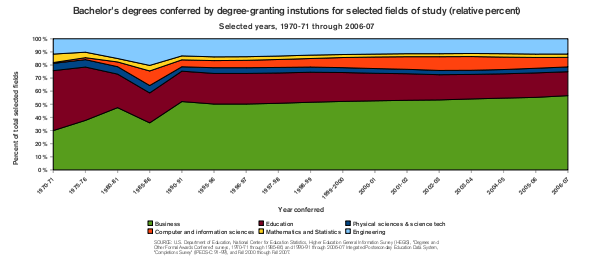 Bachelor's degrees conferred by degree-granting instutions for selected fields of study (relative percent)
Selected years, 1970-71 through 2006-07
Percent of total selected fields
100%
90%
80%
70%
60%
50%
40%
30%
20%
10%
0%
1970-71
1975-76
1980-81
1985-86
1990-91
1995-96
1996-97
1997-98
1998-99
1999-2000
2000-01
2001-02
2002-03
2003-04
2004-05
2005-06
2006-07
Year conferred
Business
Education
Physical sciences & science tech
Computer and information sciences
Mathematics and Statistics
Engineering
SOURCE: U.S. Department of Education, National Center for Education Statistics, Higher Education General Information Survey (HEGIS), "Degrees and
Other Formal Awards Conferred" surveys, 1970-71 through 1985-86; and 1990-91 through 2006-07 Integrated Postsecondary Education Data System,
"Completions Survey" (IPEDS-C:91-99), and Fall 2000 through Fall 2007.